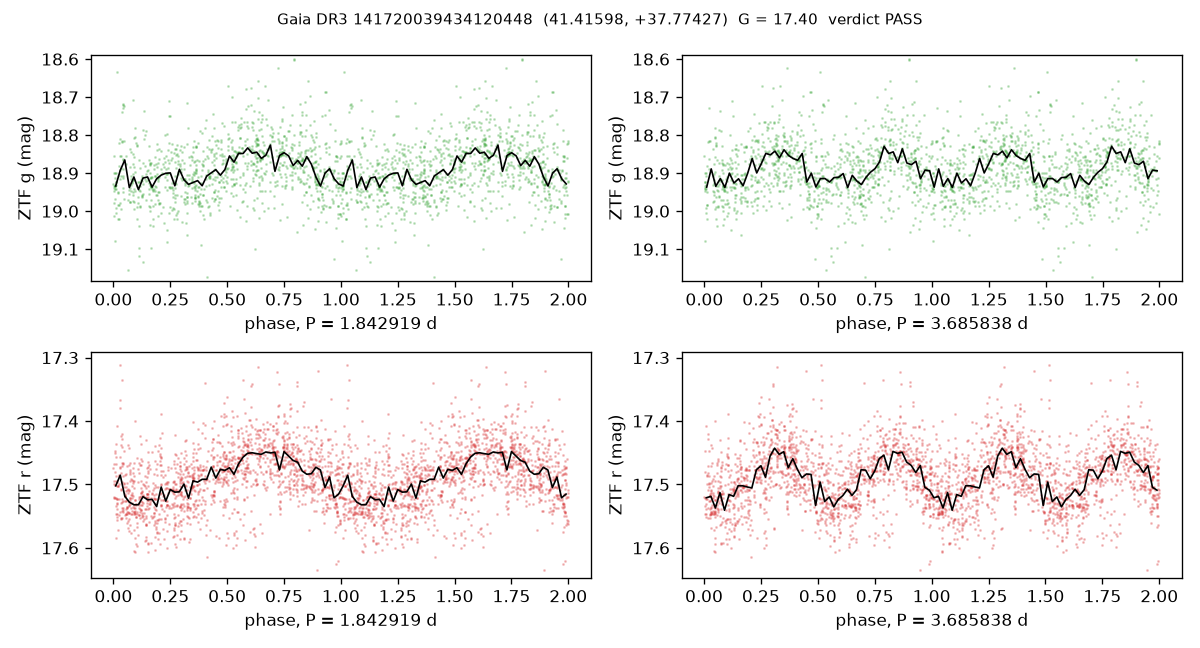 Gaia DR3 141720039434120448  (41.41598, +37.77427)  G = 17.40  verdict PASS
ZTF g (mag)
18.6
18.7
18.8
18.9
19.0
19.1
0.00 0.25 0.50 0.75 1.00 1.25 1.50 1.75 2.00
phase, P = 1.842919 d
ZTF g (mag)
18.6
18.7
18.8
18.9
19.0
19.1
0.00 0.25 0.50 0.75 1.00 1.25 1.50 1.75 2.00
phase, P = 3.685838 d
ZTF r (mag)
17.3
17.4
17.5
17.6
0.00 0.25 0.50 0.75 1.00 1.25 1.50 1.75 2.00
phase, P = 1.842919 d
ZTF r (mag)
17.3
17.4
17.5
17.6
0.00 0.25 0.50 0.75 1.00 1.25 1.50 1.75 2.00
phase, P = 3.685838 d